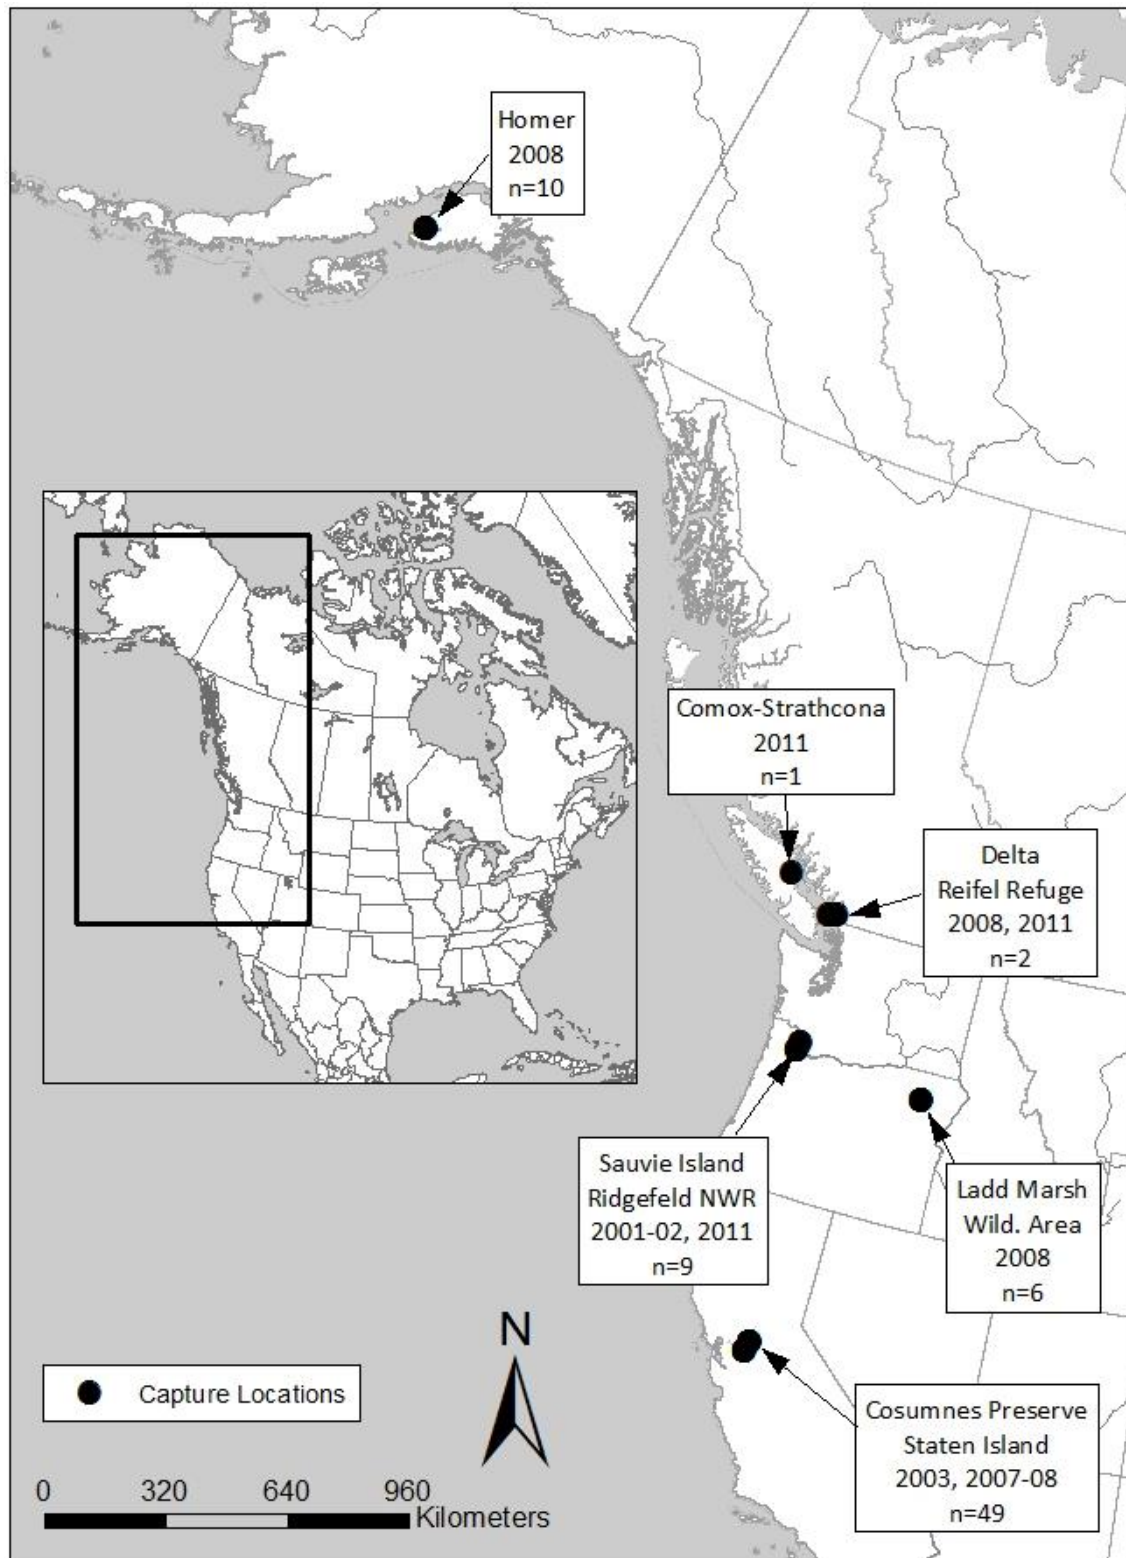 Homer
2008
n=10
Comox-Strathcona
2011
n=1
Delta
Reifel Refuge
2008, 2011
n=2
Sauvie Island
Ridgefeld NWR
2001-02, 2011
n=9
Ladd Marsh
Wild. Area
2008
n=6
Cosumnes Preserve
Staten Island
2003, 2007-08
n=49
N
Capture Locations
0 320 640 960
Kilometers